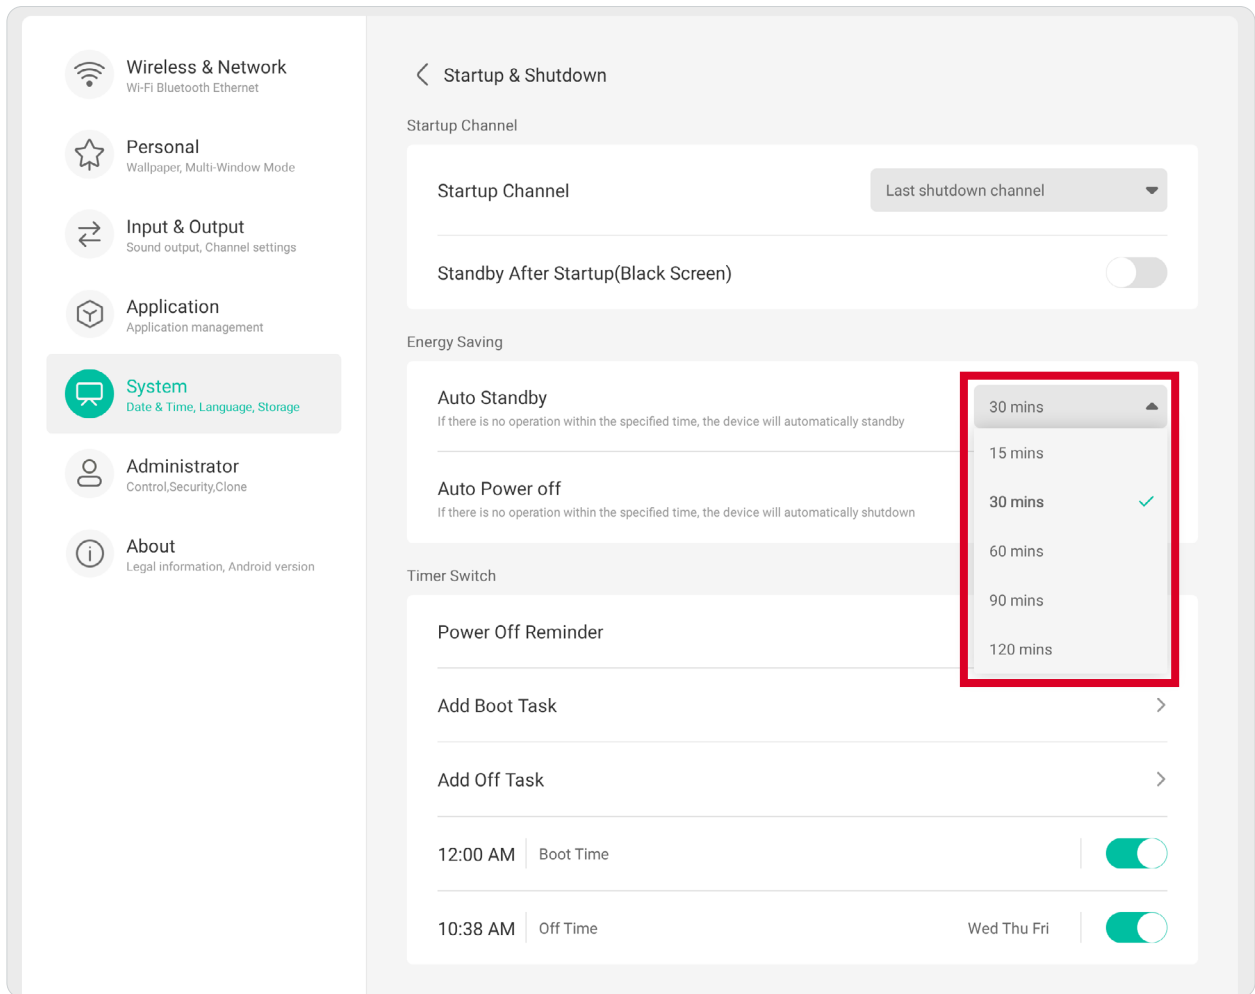 Wireless & Network
Wi-Fi Bluetooth Ethernet
Personal
Wallpaper, Multi-Window Mode
Input & Output
Sound output, Channel settings
Application
Application management
System
Date & Time, Language, Storage
Administrator
Control,Security,Clone
About
Legal information, Android version
Startup & Shutdown
Startup Channel
Startup Channel
Last shutdown channel
Standby After Startup(Black Screen)
Energy Saving
Auto Standby
If there is no operation within the specified time, the device will automatically standby
30 mins
15 mins
30 mins
60 mins
90 mins
120 mins
Auto Power off
If there is no operation within the specified time, the device will automatically shutdown
Timer Switch
Power Off Reminder
Add Boot Task
Add Off Task
12:00 AM Boot Time
10:38 AM Off Time Wed Thu Fri